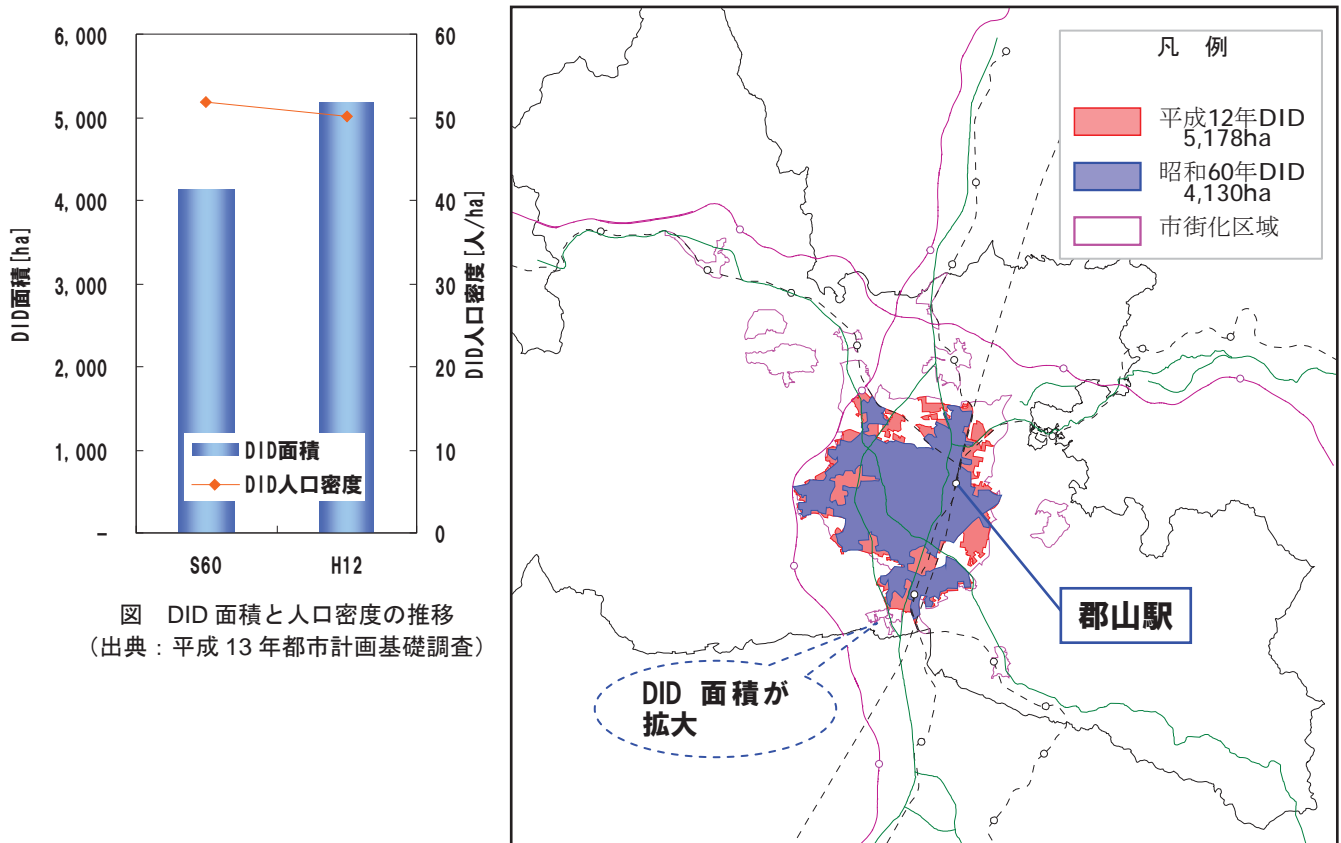 6,000
5,000
4,000
3,000
2,000
1,000
–
DID面積[ha]
60
50
40
30
20
10
0
DID人口密度[人/ha]
DID面積
DID人口密度
S60
H12
図 DID 面積と人口密度の推移
（出典：平成 13 年都市計画基礎調査）
凡 例
平成12年DID
5,178ha
昭和60年DID
4,130ha
市街化区域
郡山駅
DID 面積が
拡大